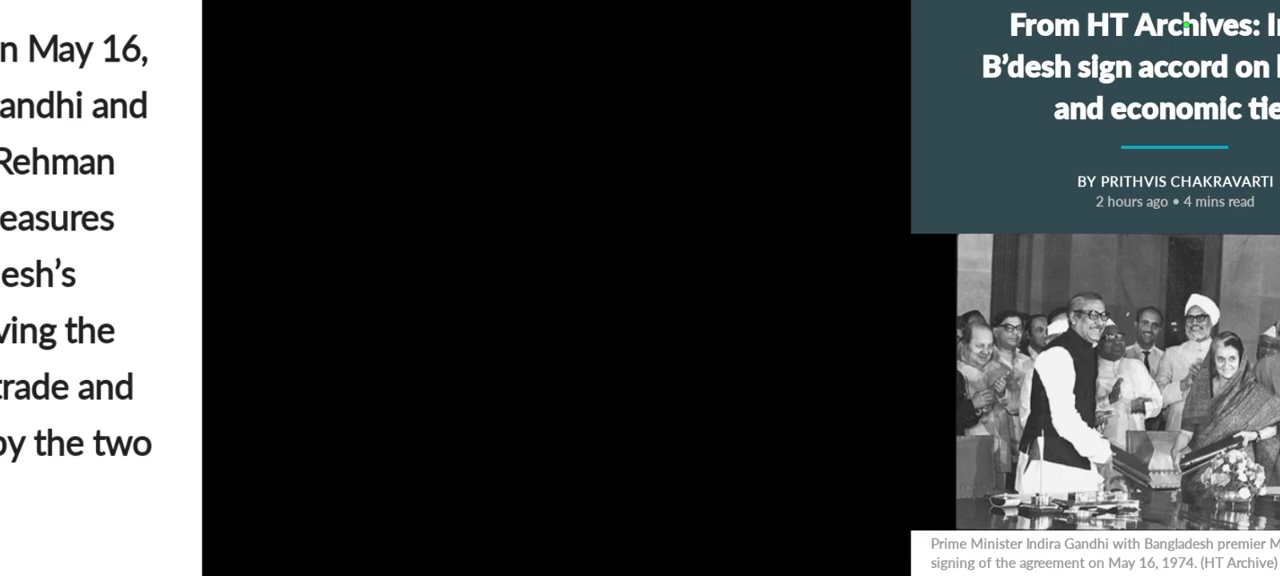 n May 16,
andhi and
Rehman
easures
esh's
ving the
trade and
by the two
From HT Archives: I
B'desh sign accord on
and economic tie
BY PRITHVIS CHAKRAVARTI
2 hours ago • 4 mins read
Prime Minister Indira Gandhi with Bangladesh premier M
signing of the agreement on May 16, 1974. (HT Archive)